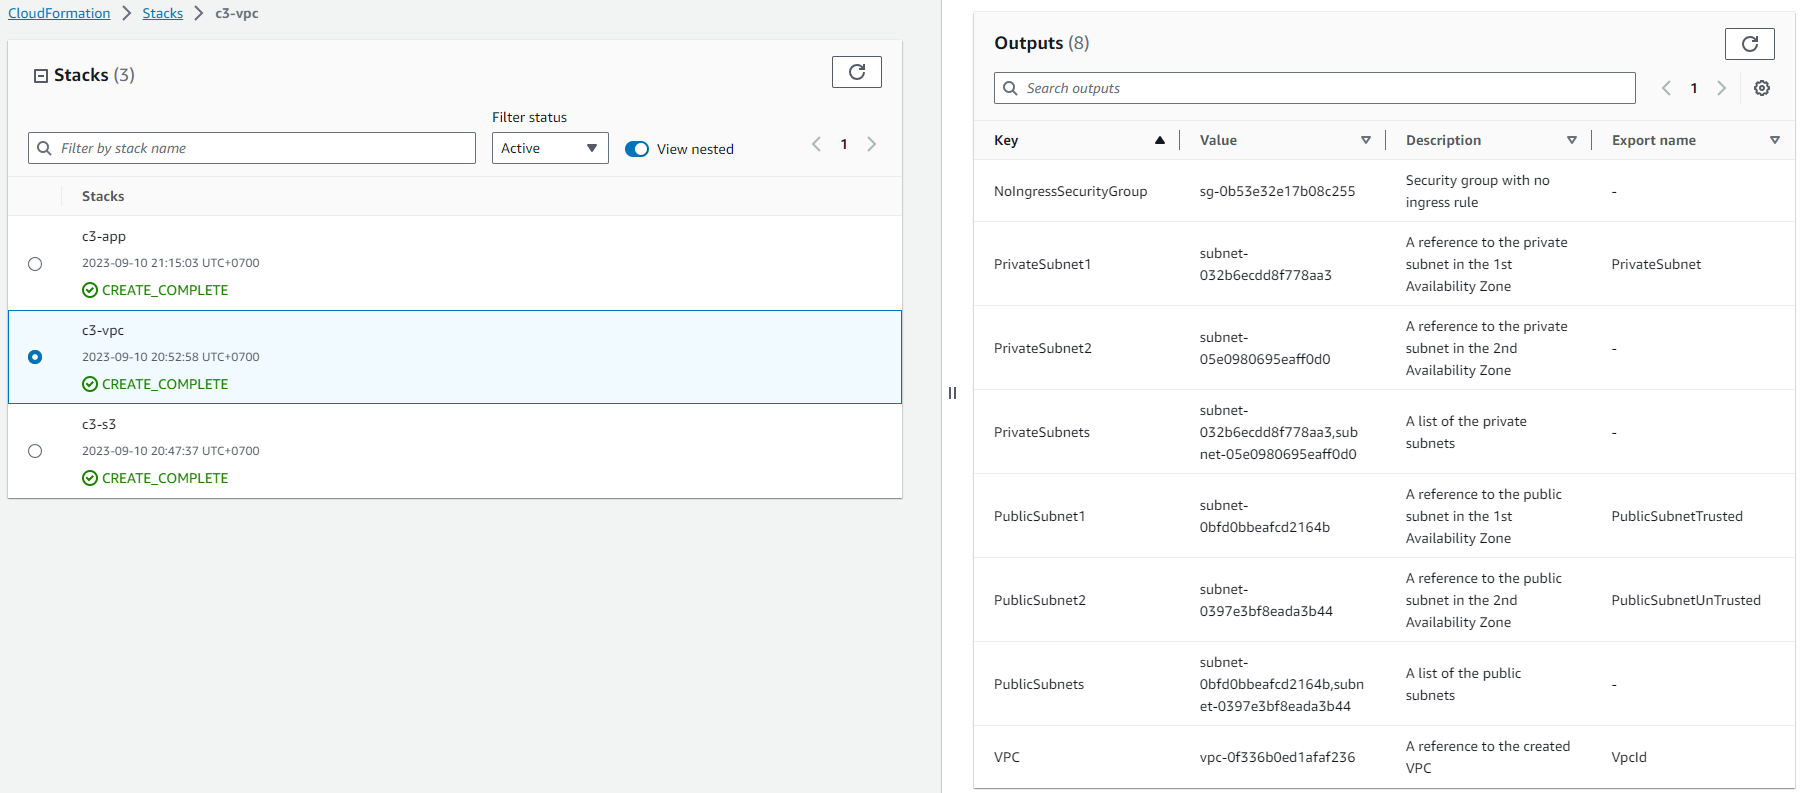 CloudFormation > Stacks > c3-vpc
Stacks (3)
Filter status
Filter by stack name
Active
View nested
1
Stacks
c3-app
2023-09-10 21:15:03 UTC+0700
CREATE_COMPLETE
c3-vpc
2023-09-10 20:52:58 UTC+0700
CREATE_COMPLETE
c3-s3
2023-09-10 20:47:37 UTC+0700
CREATE_COMPLETE
Outputs (8)
Search outputs
1
Key Value Description Export name
NoIngressSecurityGroup
sg-0b53e32e17b08c255
Security group with no
ingress rule
-
PrivateSubnet1
subnet-
032b6ecdd8f778aa3
A reference to the private
subnet in the 1st
Availability Zone
PrivateSubnet
PrivateSubnet2
subnet-
05e0980695eaff0d0
A reference to the private
subnet in the 2nd
Availability Zone
-
PrivateSubnets
subnet-
032b6ecdd8f778aa3,sub
net-05e0980695eaff0d0
A list of the private
subnets
-
PublicSubnet1
subnet-
0bfd0bbeafcd2164b
A reference to the public
subnet in the 1st
Availability Zone
PublicSubnetTrusted
PublicSubnet2
subnet-
0397e3bf8eada3b44
A reference to the public
subnet in the 2nd
Availability Zone
PublicSubnetUnTrusted
PublicSubnets
subnet-
0bfd0bbeafcd2164b,subn
et-0397e3bf8eada3b44
A list of the public
subnets
-
VPC
vpc-0f336b0ed1afaf236
A reference to the created
VPC
VpcId